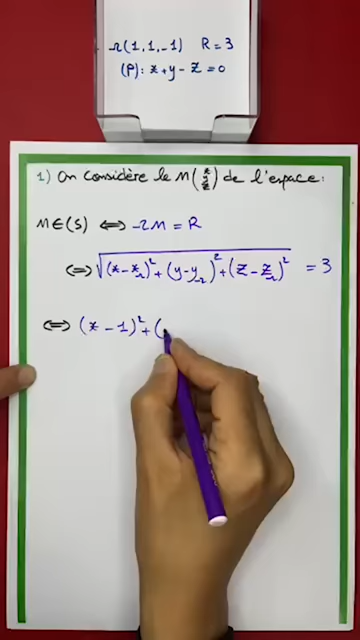 Ω(1,1,-1) R=3
(P): x+y-z=0
1) On considère le M(x y z) de l'espace:
M∈(S) ⟺ ΩM = R
⟺ √(x-x_Ω)²+(y-y_Ω)²+(z-z_Ω)² = 3
⟺ (x-1)²+(